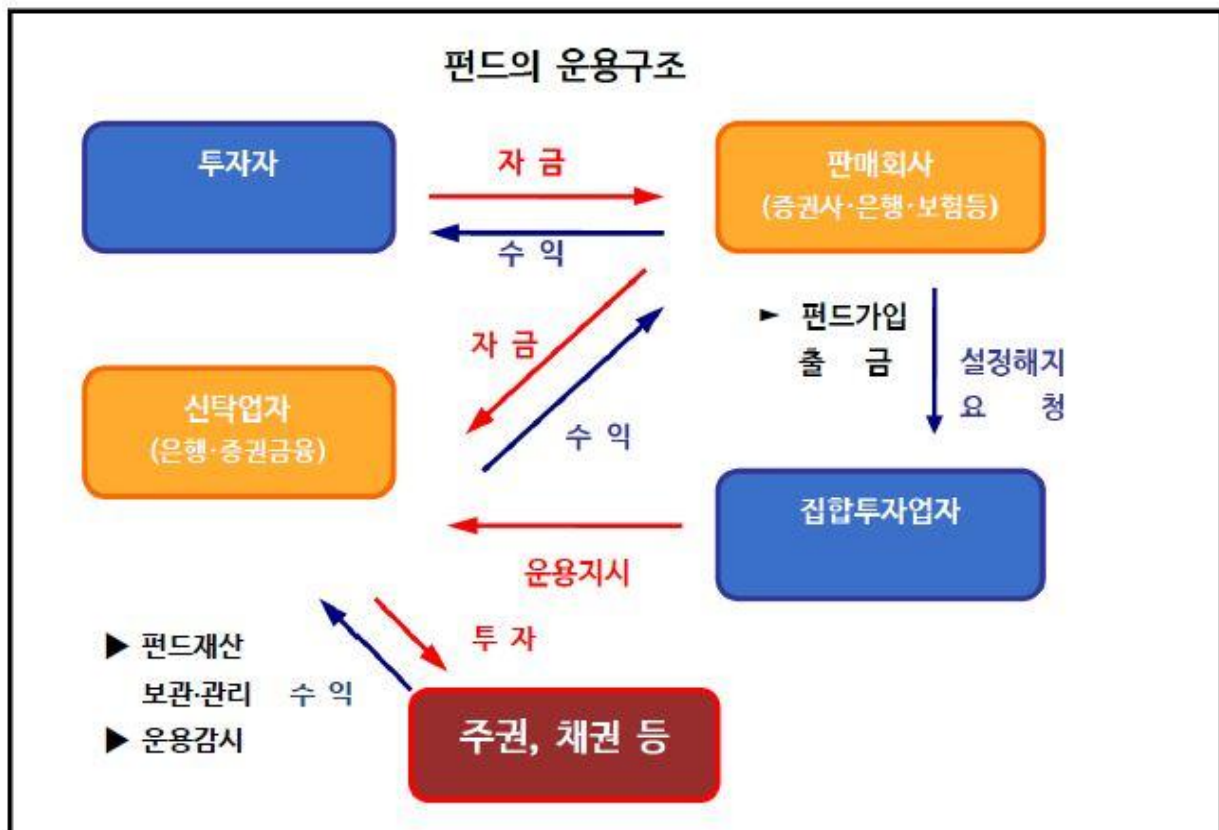 펀드의 운용구조
투자자
자 금
판매회사
(증권사·은행·보험등)
수 익
자 금
► 펀드가입
출 금
설정해지
요 청
신탁업자
(은행·증권금융)
수 익
집합투자업자
운용지시
▶ 펀드재산
보관·관리
▶ 운용감시
수 익
투 자
주권, 채권 등